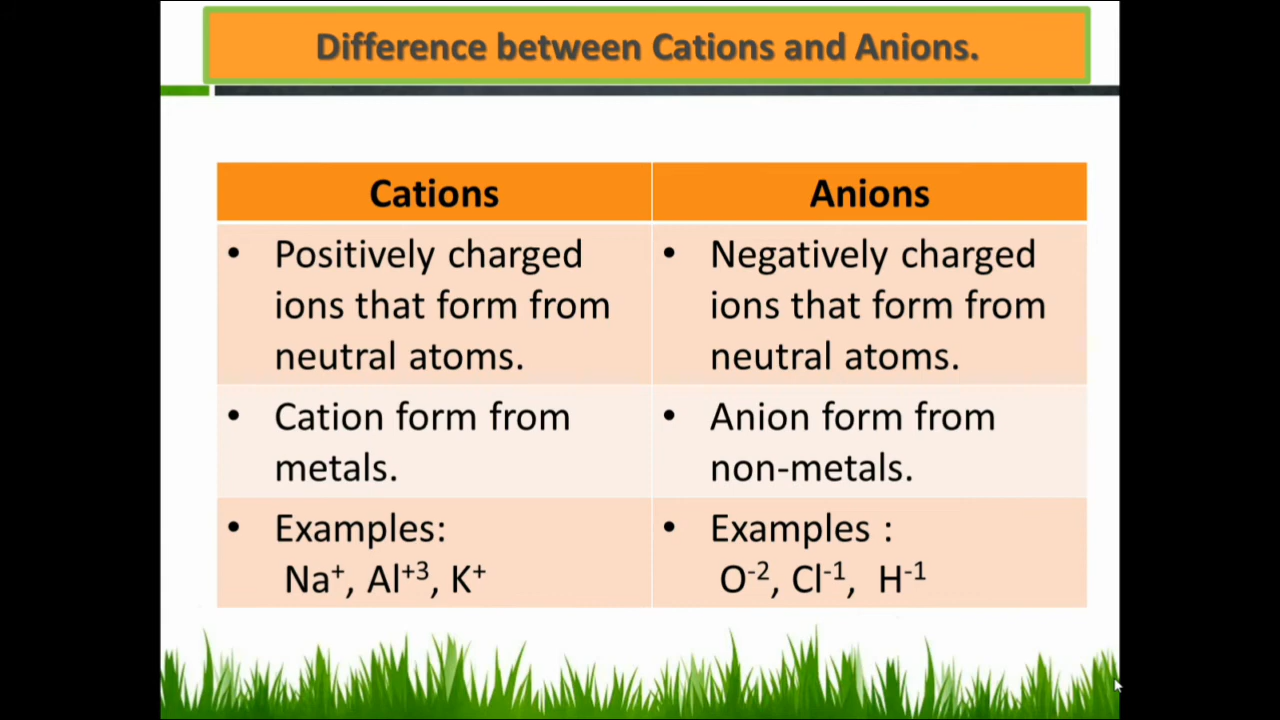 Difference between Cations and Anions.
Cations
Anions
• Positively charged
ions that form from
neutral atoms.
• Negatively charged
ions that form from
neutral atoms.
• Cation form from
metals.
• Anion form from
non-metals.
• Examples:
Na⁺, Al⁺³, K⁺
• Examples :
O⁻², Cl⁻¹, H⁻¹